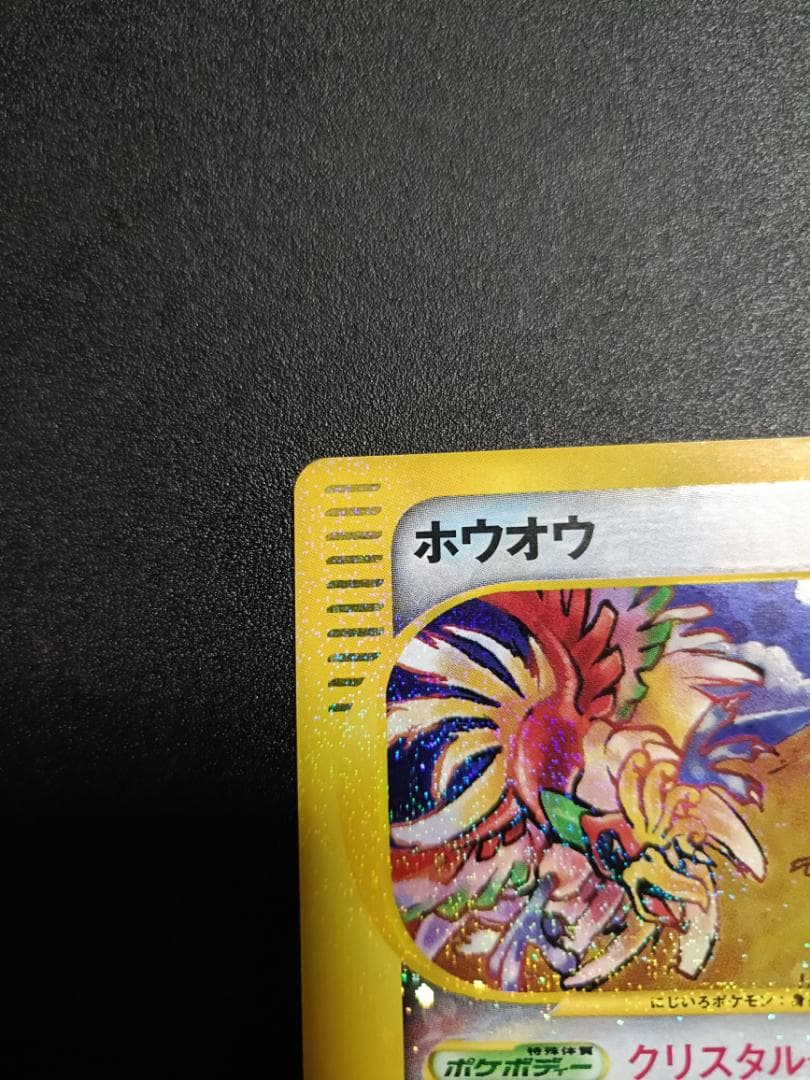 ホウオウ
にじいろポケモン：身
特殊体質
ポケボディー クリスタル